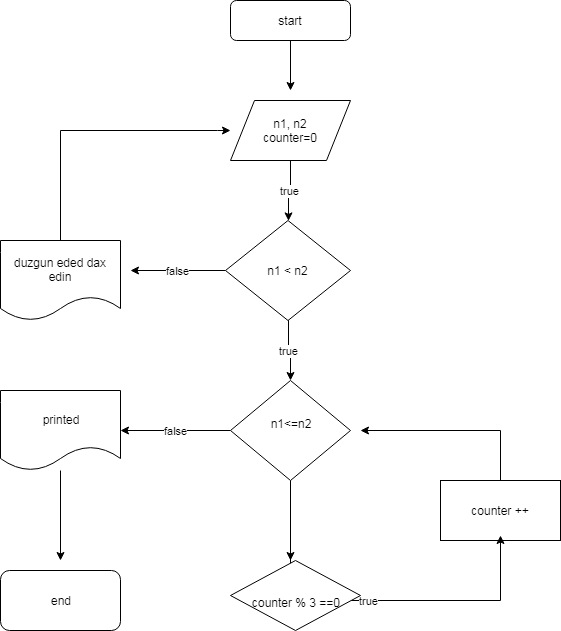 start
n1, n2
counter=0
true
duzgun eded dax
edin
false
n1 < n2
true
printed
false
n1<=n2
counter ++
end
counter % 3 ==0
true